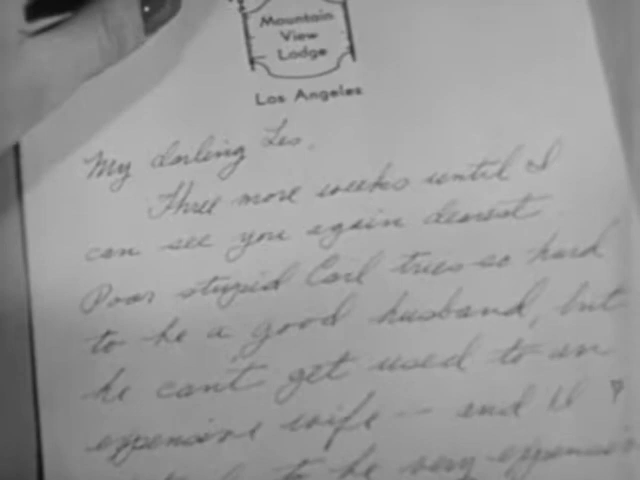 Mountain
View
Lodge
Los Angeles
My darling Les,
Three more weeks until I
can see you again dearest.
Poor stupid Carl tries so hard
to be a good husband, but
he can't get used to an
expensive wife — and I
to be very expensive